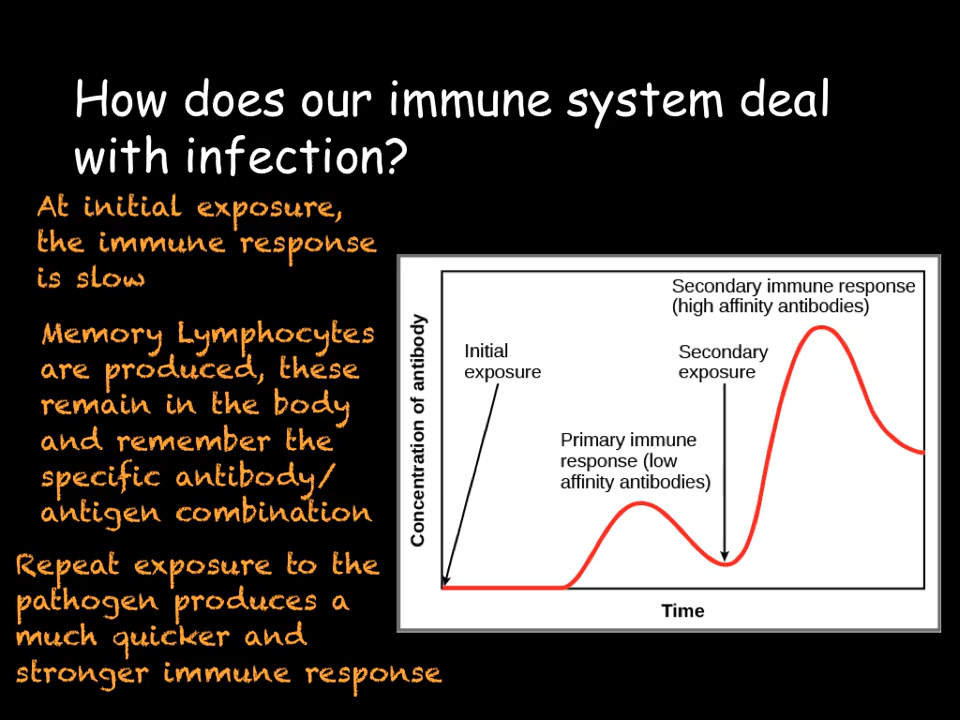 How does our immune system deal
with infection?
At initial exposure,
the immune response
is slow
Memory Lymphocytes
are produced, these
remain in the body
and remember the
specific antibody/
antigen combination
Repeat exposure to the
pathogen produces a
much quicker and
stronger immune response
Concentration of antibody
Initial
exposure
Primary immune
response (low
affinity antibodies)
Secondary
exposure
Secondary immune response
(high affinity antibodies)
Time